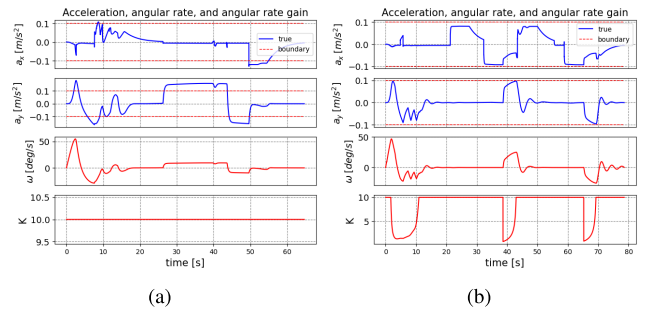 Acceleration, angular rate, and angular rate gain
0.1
0.0
−0.1
aₓ [m/s²]
true
boundary
0.1
0.0
−0.1
a_y [m/s²]
50
25
0
ω [deg/s]
10.5
10.0
9.5
K
0 10 20 30 40 50 60
time [s]
(a)
Acceleration, angular rate, and angular rate gain
0.1
0.0
−0.1
aₓ [m/s²]
true
boundary
0.1
0.0
−0.1
a_y [m/s²]
50
0
ω [deg/s]
10
5
K
0 10 20 30 40 50 60 70 80
time [s]
(b)